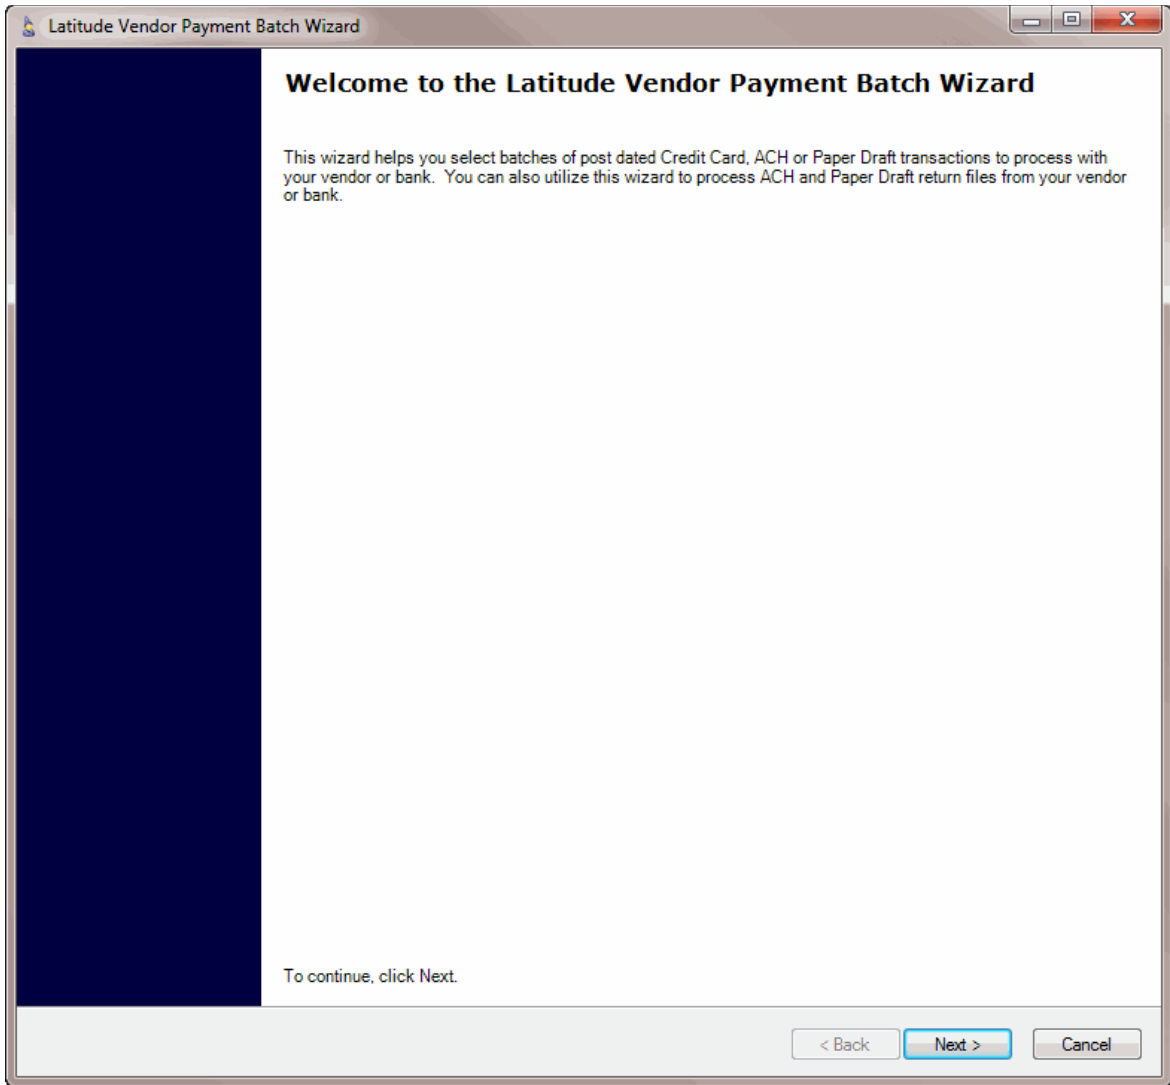 Latitude Vendor Payment Batch Wizard
Welcome to the Latitude Vendor Payment Batch Wizard
This wizard helps you select batches of post dated Credit Card, ACH or Paper Draft transactions to process with
your vendor or bank.  You can also utilize this wizard to process ACH and Paper Draft return files from your vendor
or bank.
To continue, click Next.
< Back
Next >
Cancel